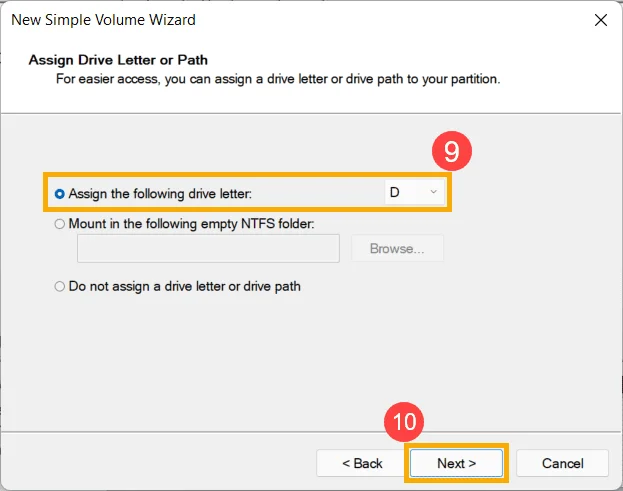 New Simple Volume Wizard
Assign Drive Letter or Path
For easier access, you can assign a drive letter or drive path to your partition.
9
Assign the following drive letter: D
Mount in the following empty NTFS folder:
Browse...
Do not assign a drive letter or drive path
10
< Back Next > Cancel